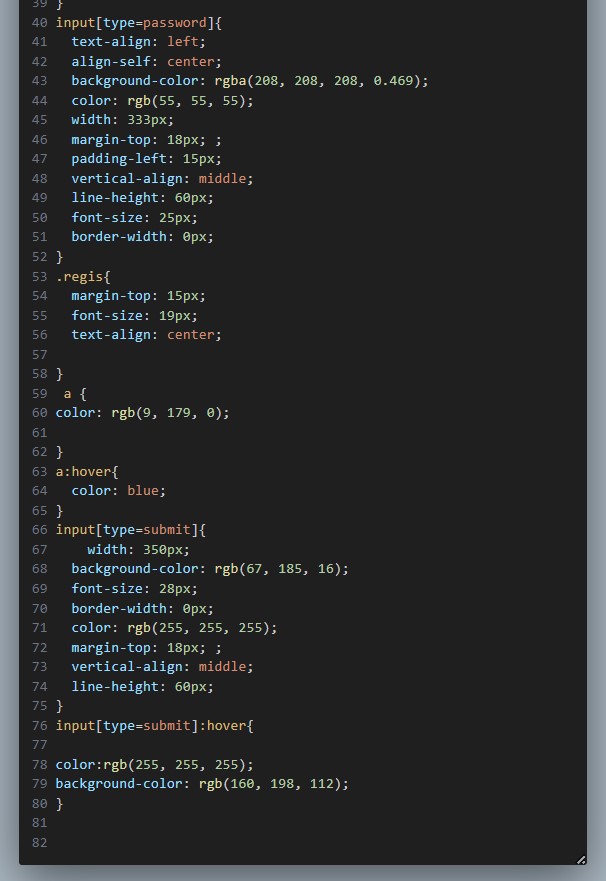 39 }
40 input[type=password]{
41   text-align: left;
42   align-self: center;
43   background-color: rgba(208, 208, 208, 0.469);
44   color: rgb(55, 55, 55);
45   width: 333px;
46   margin-top: 18px; ;
47   padding-left: 15px;
48   vertical-align: middle;
49   line-height: 60px;
50   font-size: 25px;
51   border-width: 0px;
52 }
53 .regis{
54   margin-top: 15px;
55   font-size: 19px;
56   text-align: center;
57
58 }
59  a {
60 color: rgb(9, 179, 0);
61
62 }
63 a:hover{
64   color: blue;
65 }
66 input[type=submit]{
67     width: 350px;
68   background-color: rgb(67, 185, 16);
69   font-size: 28px;
70   border-width: 0px;
71   color: rgb(255, 255, 255);
72   margin-top: 18px; ;
73   vertical-align: middle;
74   line-height: 60px;
75 }
76 input[type=submit]:hover{
77
78 color:rgb(255, 255, 255);
79 background-color: rgb(160, 198, 112);
80 }
81
82